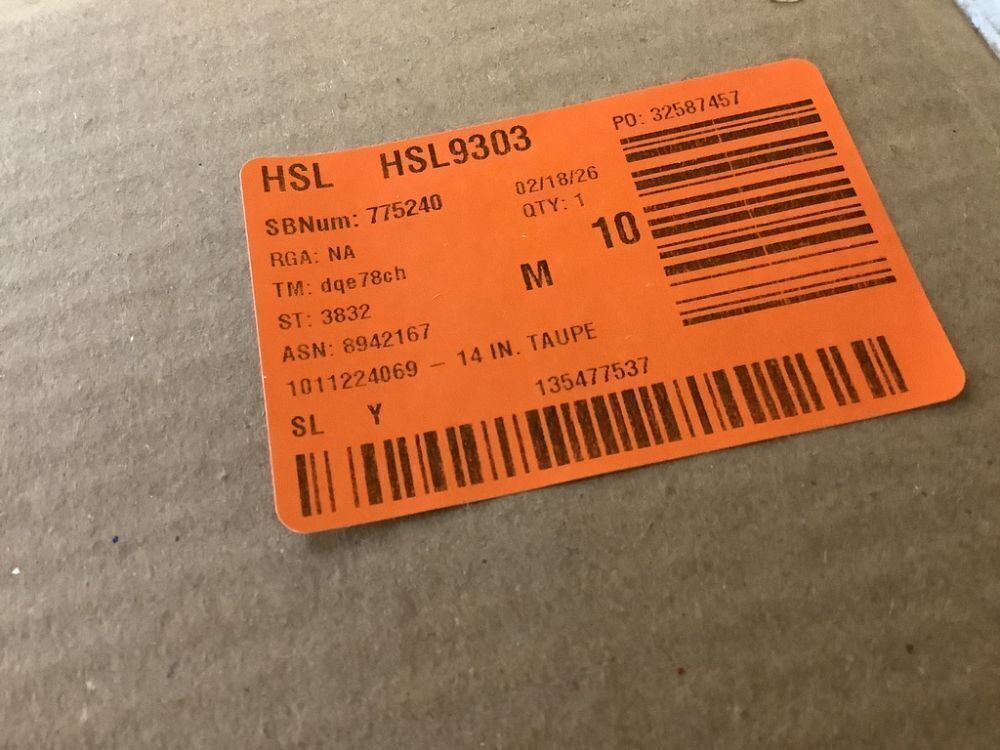 HSL HSL9303
PO: 32587457
SBNum: 775240
02/18/26
RGA: NA
QTY: 1
10
TM: dqe78ch
M
ST: 3832
ASN: 8942167
1011224069 – 14 IN. TAUPE
SL Y
135477537